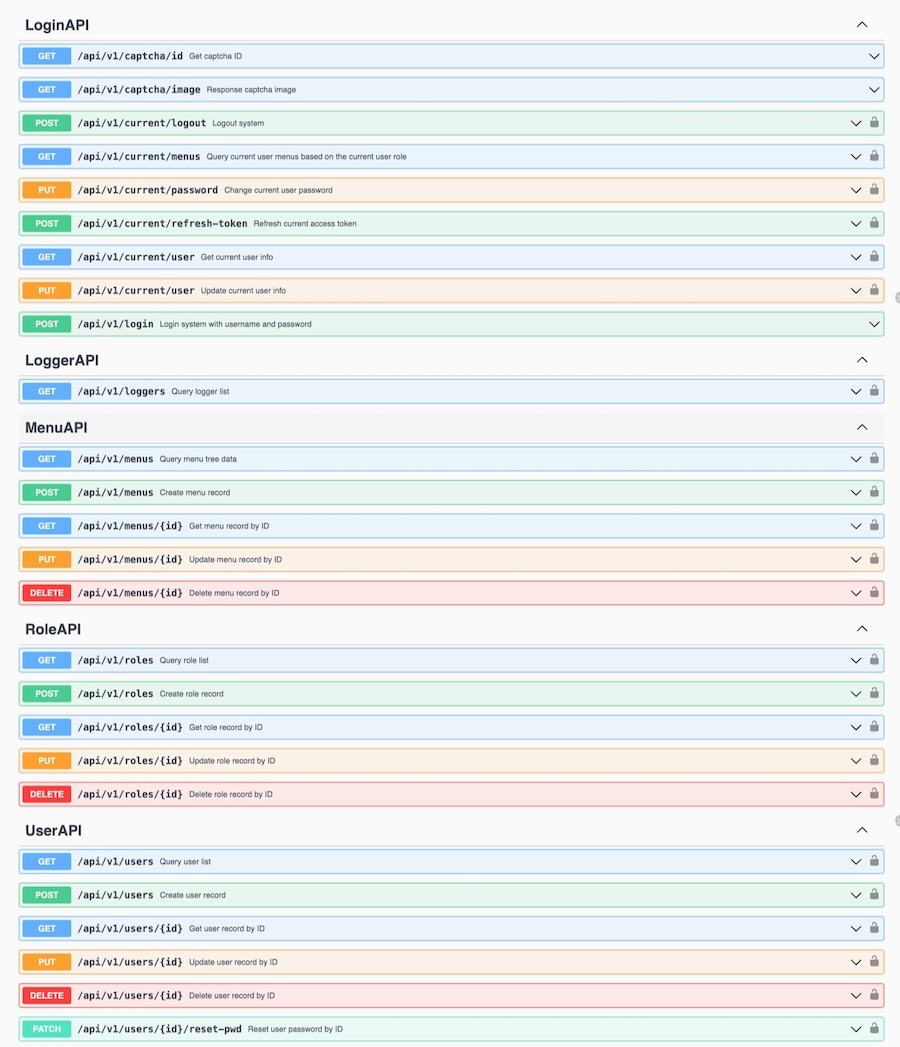 LoginAPI
GET /api/v1/captcha/id Get captcha ID
GET /api/v1/captcha/image Response captcha image
POST /api/v1/current/logout Logout system
GET /api/v1/current/menus Query current user menus based on the current user role
PUT /api/v1/current/password Change current user password
POST /api/v1/current/refresh-token Refresh current access token
GET /api/v1/current/user Get current user info
PUT /api/v1/current/user Update current user info
POST /api/v1/login Login system with username and password
LoggerAPI
GET /api/v1/loggers Query logger list
MenuAPI
GET /api/v1/menus Query menu tree data
POST /api/v1/menus Create menu record
GET /api/v1/menus/{id} Get menu record by ID
PUT /api/v1/menus/{id} Update menu record by ID
DELETE /api/v1/menus/{id} Delete menu record by ID
RoleAPI
GET /api/v1/roles Query role list
POST /api/v1/roles Create role record
GET /api/v1/roles/{id} Get role record by ID
PUT /api/v1/roles/{id} Update role record by ID
DELETE /api/v1/roles/{id} Delete role record by ID
UserAPI
GET /api/v1/users Query user list
POST /api/v1/users Create user record
GET /api/v1/users/{id} Get user record by ID
PUT /api/v1/users/{id} Update user record by ID
DELETE /api/v1/users/{id} Delete user record by ID
PATCH /api/v1/users/{id}/reset-pwd Reset user password by ID